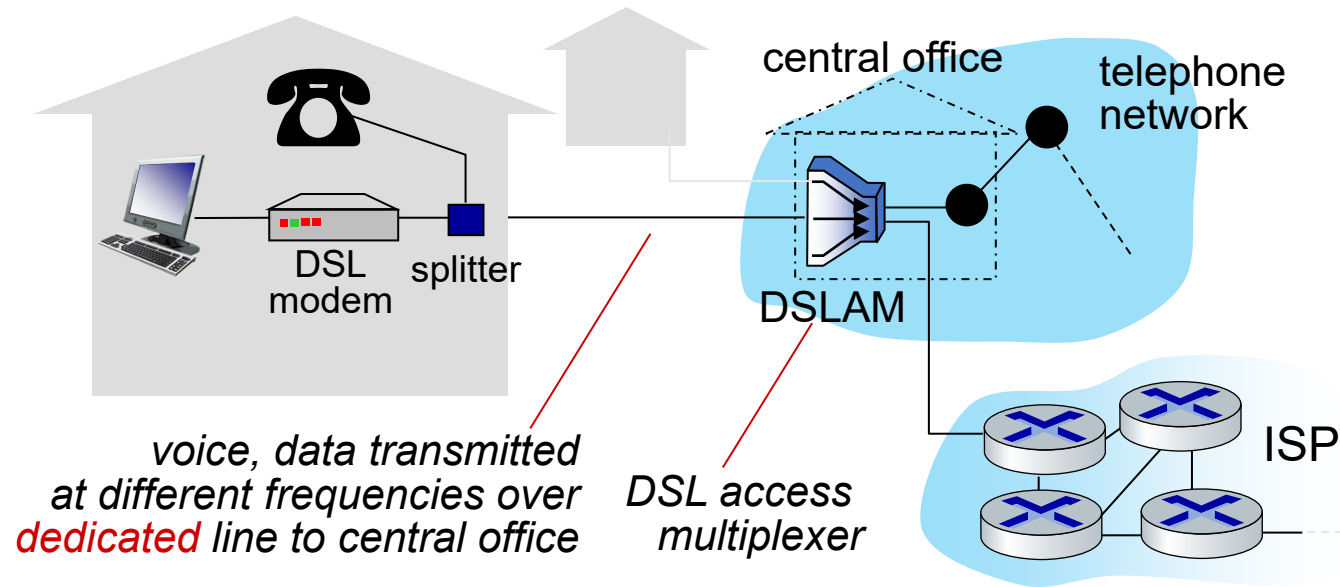 central office
telephone
network
DSL
modem
splitter
DSLAM
ISP
voice, data transmitted
at different frequencies over
dedicated line to central office
DSL access
multiplexer